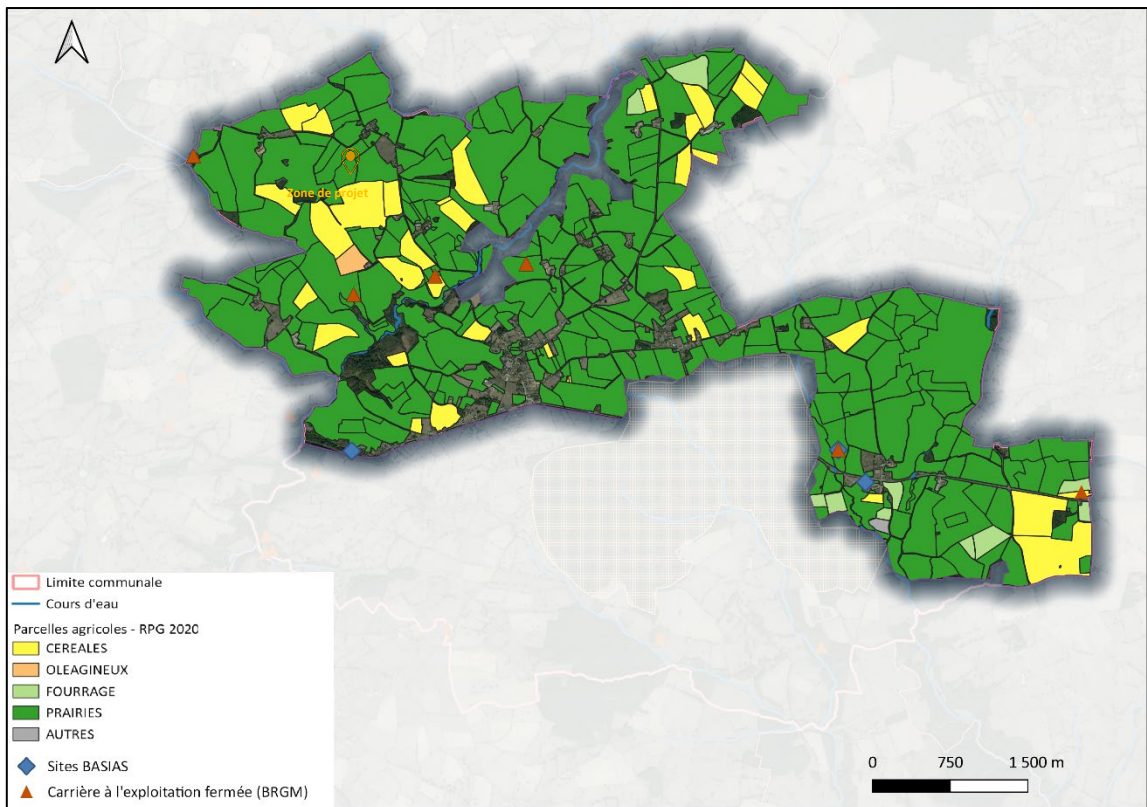 Zone de projet
Limite communale
Cours d'eau
Parcelles agricoles - RPG 2020
CEREALES
OLEAGINEUX
FOURRAGE
PRAIRIES
AUTRES
Sites BASIAS
Carrière à l'exploitation fermée (BRGM)
0 750 1 500 m